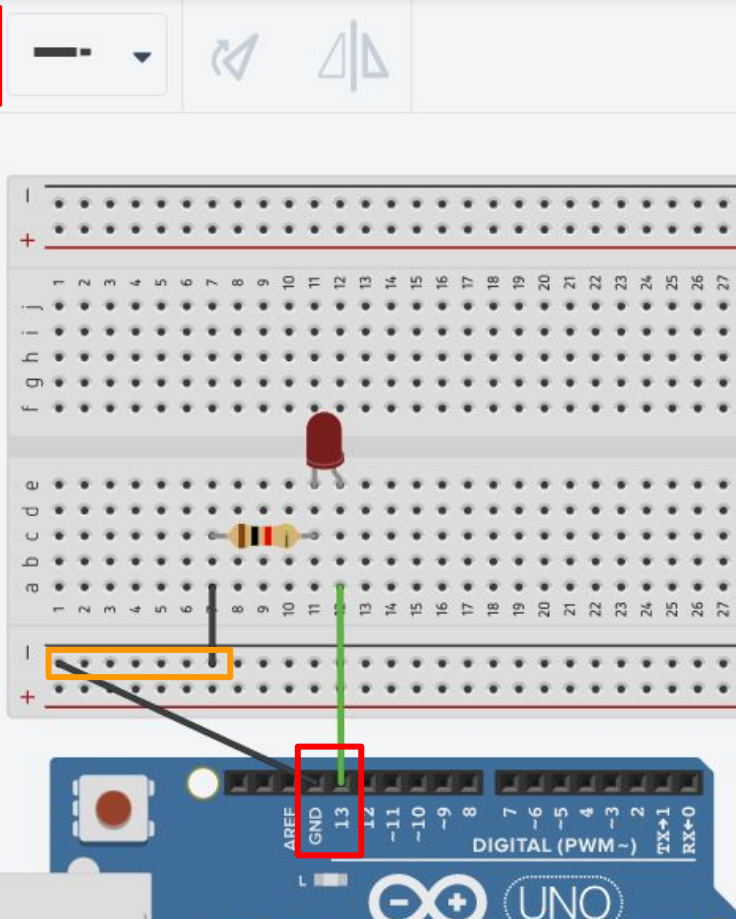 −
+
1 2 3 4 5 6 7 8 9 10 11 12 13 14 15 16 17 18 19 20 21 22 23 24 25 26 27
j
i
h
g
f
e
d
c
b
a
1 2 3 4 5 6 8 9 10 11 12 13 14 15 16 17 18 19 20 21 22 23 24 25 26 27
−
+
AREF GND 13 12 ~11 ~10 ~9 8 7 ~6 ~5 4 ~3 2 TX→1 RX←0
DIGITAL (PWM~)
L
UNO